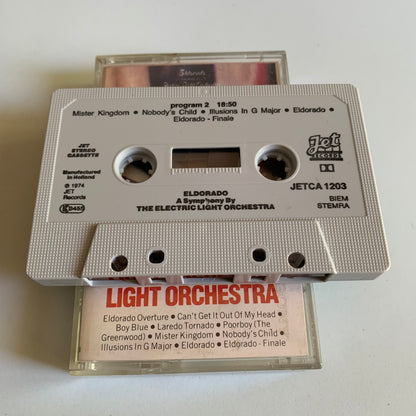 program 2 18:50
Mister Kingdom • Nobody's Child • Illusions In G Major • Eldorado •
Eldorado - Finale
JET
STEREO
CASSETTE
Manufactured
in Holland
℗ 1974
JET
Records
Jet
RECORDS
ELDORADO
A Symphony By
THE ELECTRIC LIGHT ORCHESTRA
JETCA 1203
BIEM
STEMRA
LIGHT ORCHESTRA
Eldorado Overture • Can't Get It Out Of My Head •
Boy Blue • Laredo Tornado • Poorboy (The
Greenwood) • Mister Kingdom • Nobody's Child •
Illusions In G Major • Eldorado • Eldorado - Finale